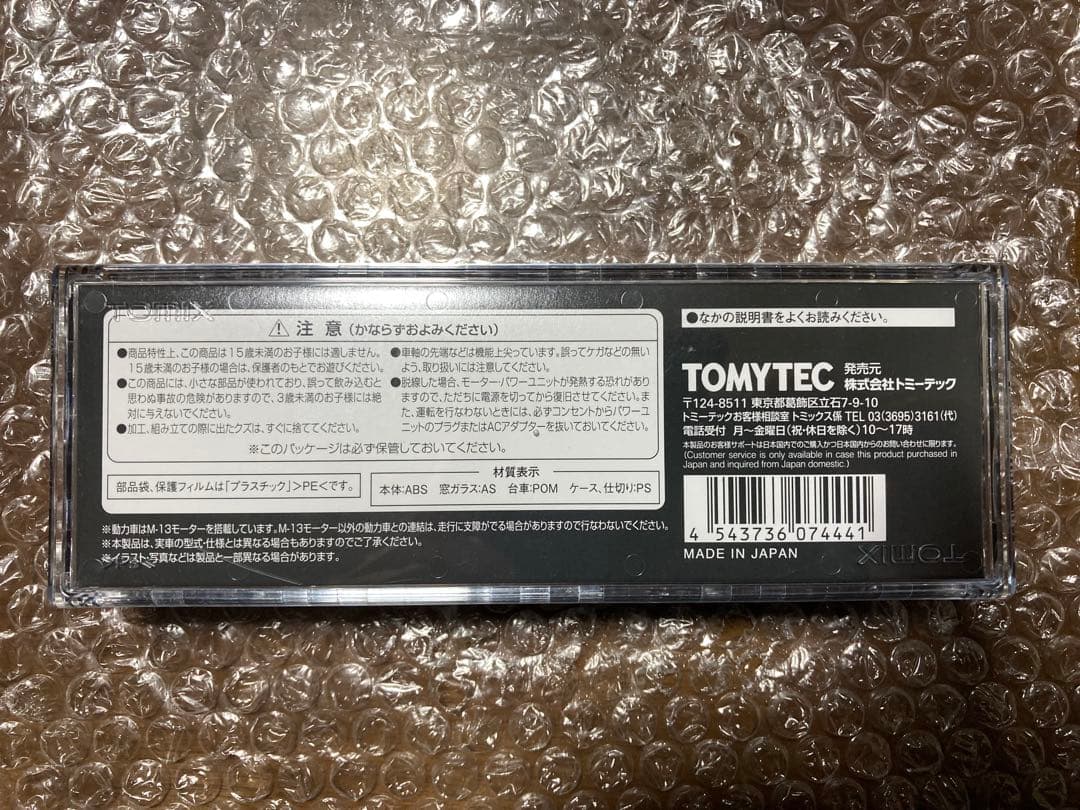 TOMIX
⚠ 注 意 (かならずおよみください)
●商品特性上、この商品は15歳未満のお子様には適しません。
15歳未満のお子様の場合は、保護者のもとでお遊びください。
●この商品には、小さな部品が使われており、誤って飲み込むと
思わぬ事故の危険がありますので、3歳未満のお子様には絶
対に与えないでください。
●加工、組み立ての際に出たクズは、すぐに捨ててください。
●車軸の先端などは機能上尖っています。誤ってケガなどの無い
よう、取り扱いには注意してください。
●脱線した場合、モーター・パワーユニットが発熱する恐れがあり
ますので、ただちに電源を切ってから復旧させてください。ま
た、運転を行なわないときには、必ずコンセントからパワーユ
ニットのプラグまたはACアダプターを抜いておいてください。
※このパッケージは必ず保管しておいてください。
部品袋、保護フィルムは「プラスチック」>PE<です。
材質表示
本体:ABS 窓ガラス:AS 台車:POM ケース、仕切り:PS
※動力車はM-13モーターを搭載しています。M-13モーター以外の動力車との連結は、走行に支障がでる場合がありますので行なわないでください。
※本製品は、実車の型式・仕様とは異なる場合もありますのでご了承ください。
※イラスト・写真などは製品と一部異なる場合があります。
●なかの説明書をよくお読みください。
TOMYTEC
発売元
株式会社トミーテック
〒124-8511 東京都葛飾区立石7-9-10
トミーテックお客様相談室 トミックス係 TEL 03(3695)3161(代)
電話受付 月〜金曜日(祝・休日を除く)10〜17時
本製品のお客様サポートは日本国内でのご購入かつ日本国内からのお問い合わせに限ります。
(Customer service is only available in case this product purchased in
Japan and inquired from Japan domestic.)
4 543736 074441
MADE IN JAPAN
TOMIX